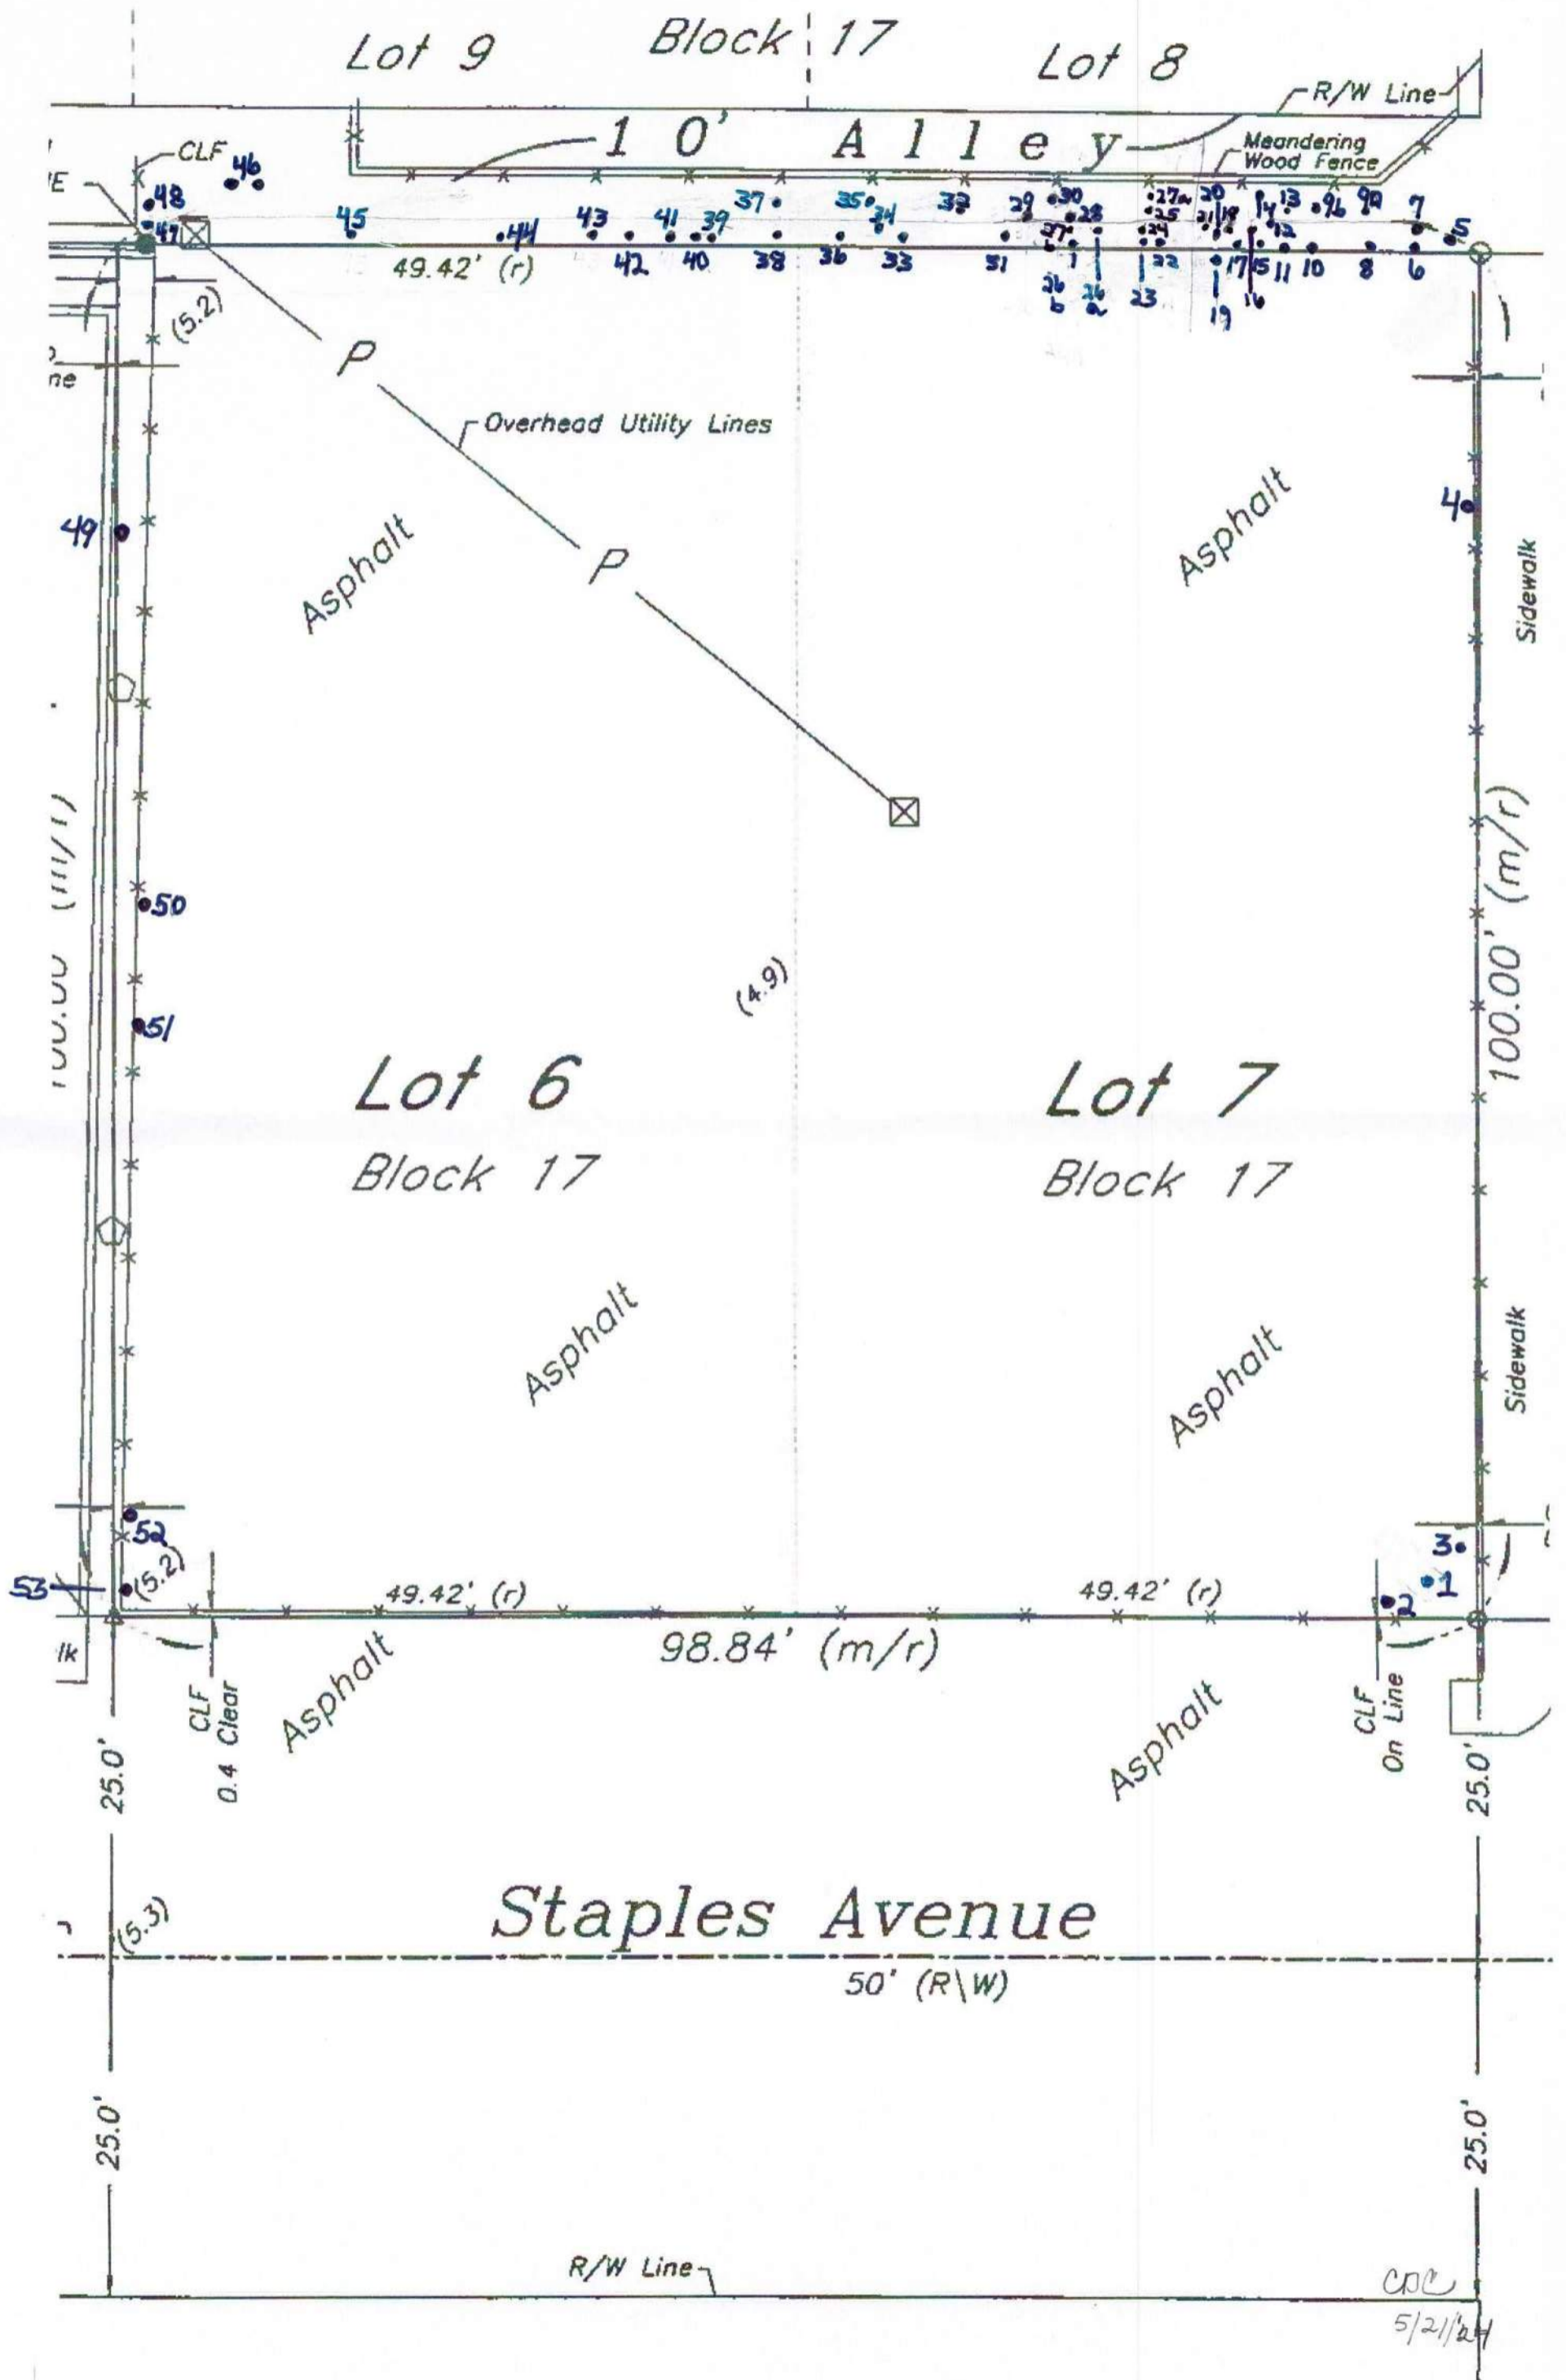 Lot 9 Block 17 Lot 8
R/W Line
10' Alley
Meandering
Wood Fence
CLF 46
48 37 35 34 32 29 30 28 27a 25 20 21 18 14 13 12 9b 9a 7 5
47 45 44 43 41 39 27 24
49.42' (r)
42 40 38 36 33 31 26 b 1 26 a 23 22 19 17 16 15 11 10 8 6
(5.2)
P
ne
Overhead Utility Lines
4
49
Asphalt
Asphalt
P
Sidewalk
100.00' (m/r)
50
(4.9)
51
Lot 6
Block 17
Lot 7
Block 17
Asphalt
Asphalt
Sidewalk
52
3
53
(5.2)
1
2
49.42' (r)
49.42' (r)
98.84' (m/r)
lk
CLF
0.4 Clear
Asphalt
Asphalt
CLF
On Line
25.0'
25.0'
(5.3)
Staples Avenue
50' (R\W)
25.0'
25.0'
R/W Line
CDC
5/21/24